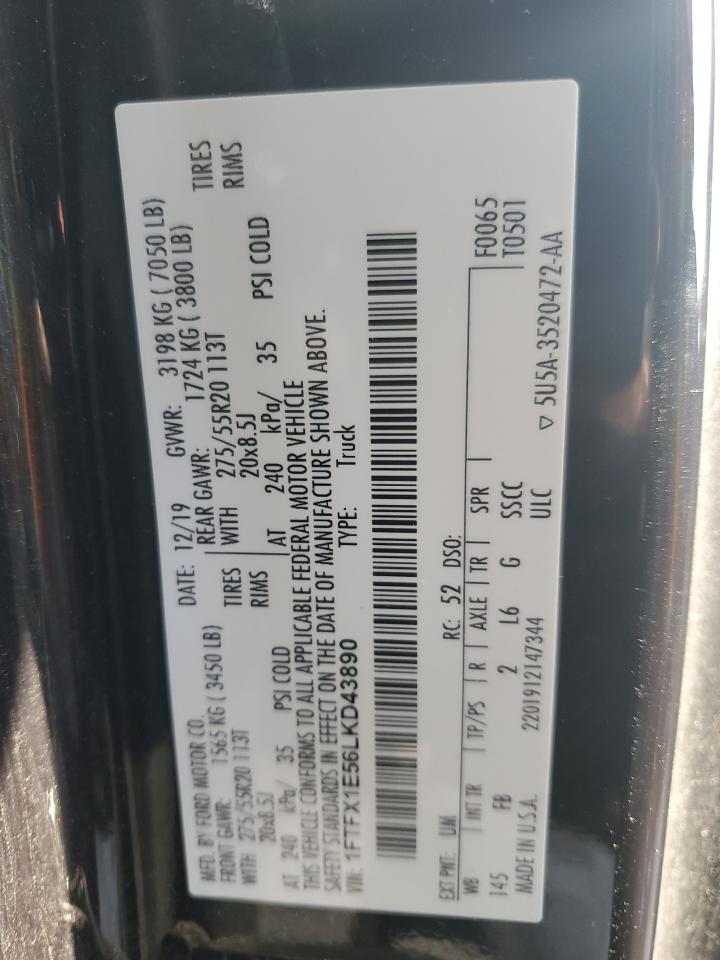 MFD. BY FORD MOTOR CO. DATE: 12/19 GVWR: 3198 KG ( 7050 LB)
FRONT GAWR: 1565 KG ( 3450 LB) REAR GAWR: 1724 KG ( 3800 LB)
WITH 275/55R20 113T TIRES WITH 275/55R20 113T TIRES
20x8.5J RIMS 20x8.5J RIMS
AT 240 kPa/ 35 PSI COLD AT 240 kPa/ 35 PSI COLD
THIS VEHICLE CONFORMS TO ALL APPLICABLE FEDERAL MOTOR VEHICLE
SAFETY STANDARDS IN EFFECT ON THE DATE OF MANUFACTURE SHOWN ABOVE.
VIN: 1FTFX1E56LKD43890 TYPE: Truck
EXT PNT: UM RC: 52 DSO:
WB INT TR TP/PS R AXLE TR SPR F0065
T0501
145 FB 2 L6 G SSCC
MADE IN U.S.A. 2201912147344 ULC ▽ 5U5A-3520472-AA